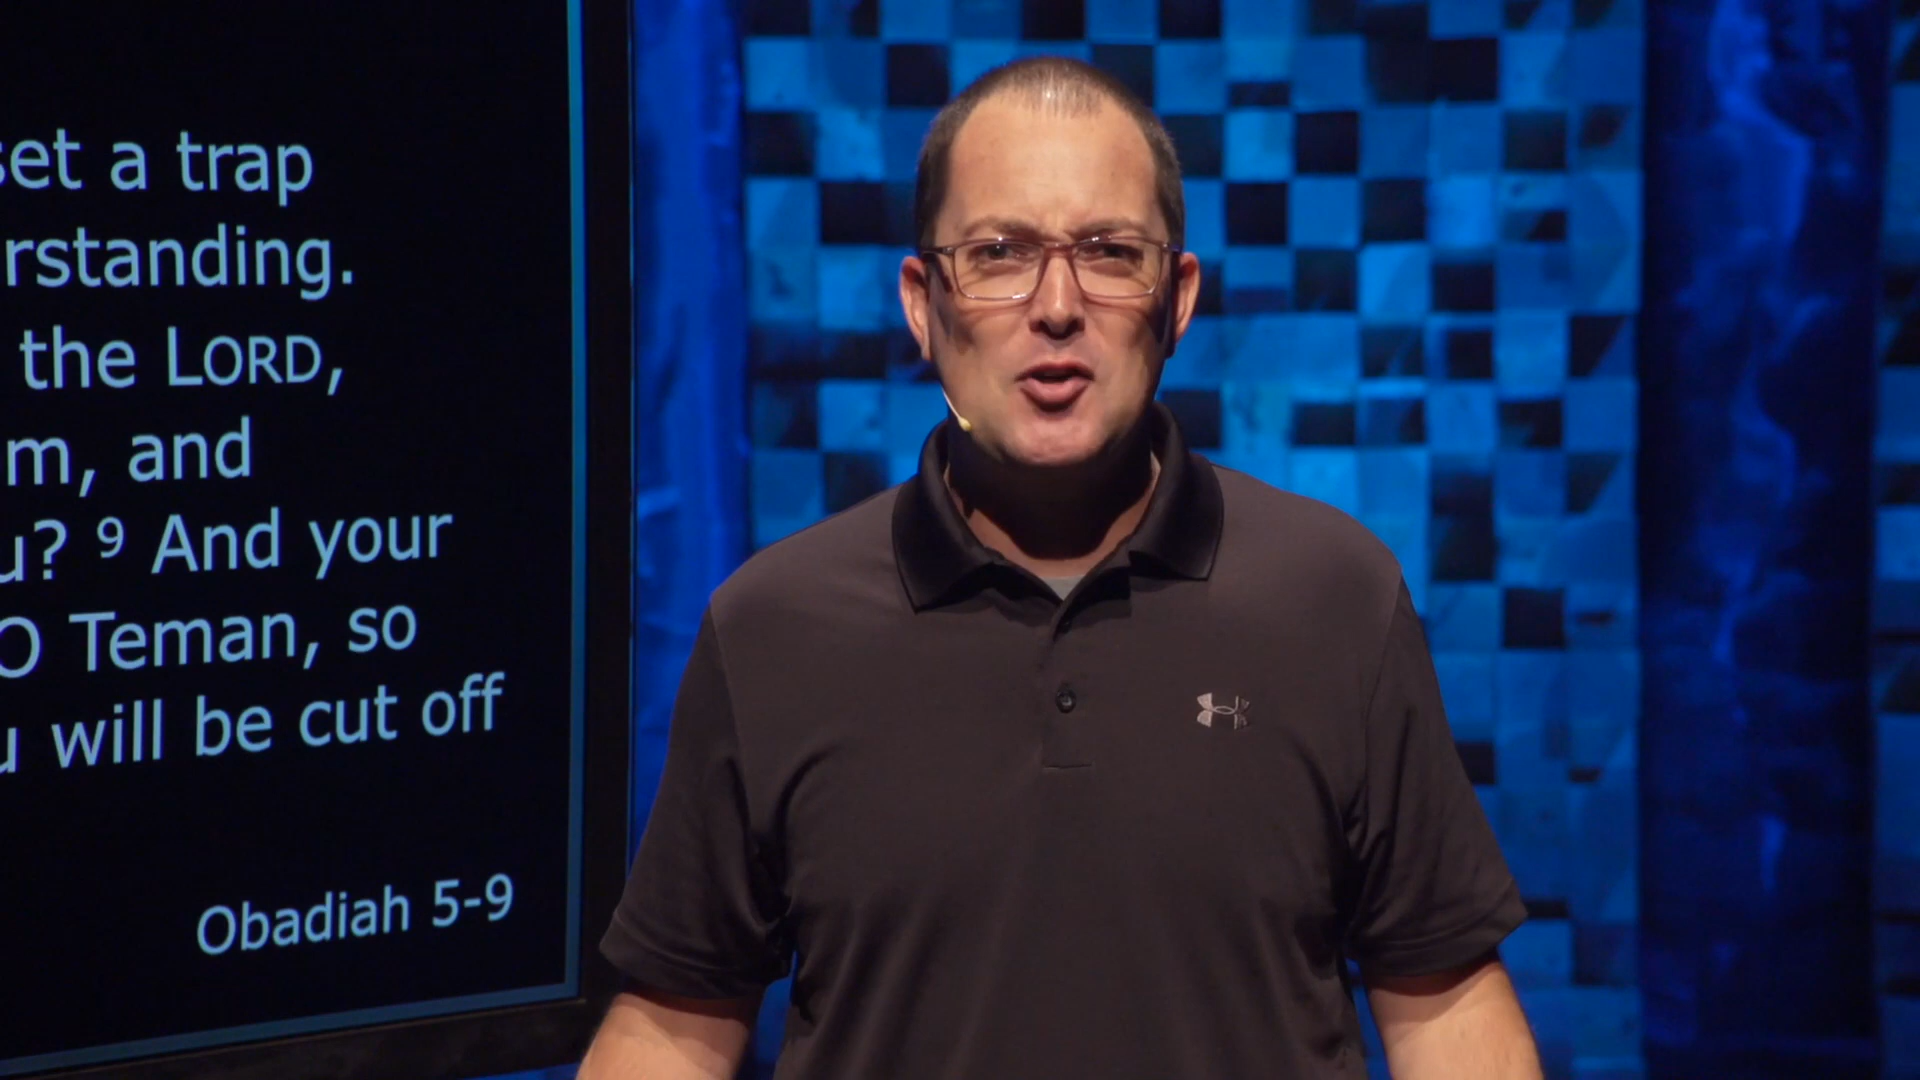 set a trap
rstanding.
the LORD,
m, and
u? 9 And your
O Teman, so
u will be cut off
Obadiah 5-9